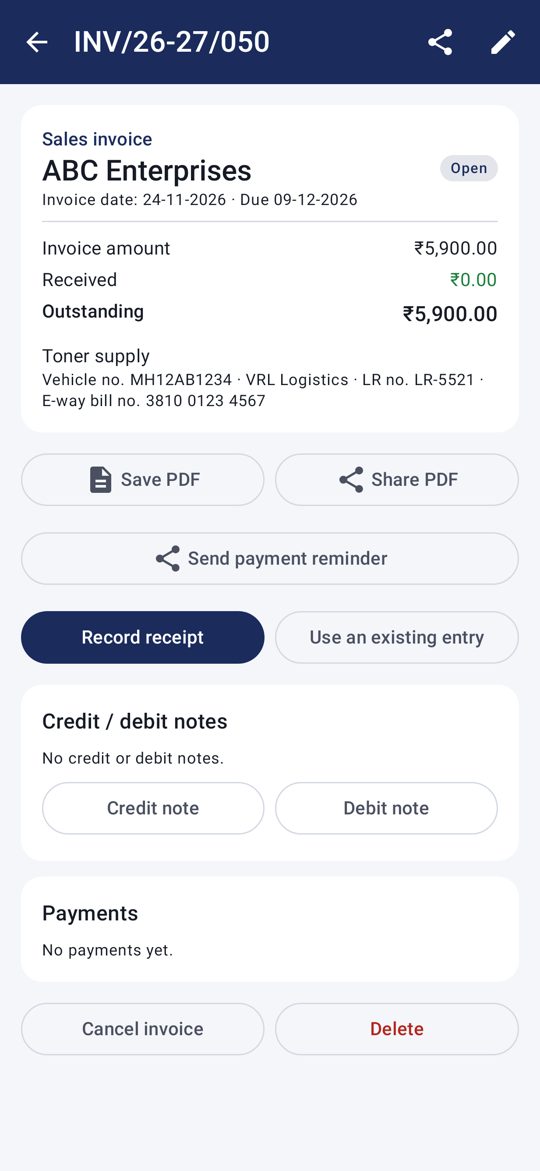 INV/26-27/050
Sales invoice
ABC Enterprises
Open
Invoice date: 24-11-2026 · Due 09-12-2026
Invoice amount ₹5,900.00
Received ₹0.00
Outstanding ₹5,900.00
Toner supply
Vehicle no. MH12AB1234 · VRL Logistics · LR no. LR-5521 ·
E-way bill no. 3810 0123 4567
Save PDF Share PDF
Send payment reminder
Record receipt Use an existing entry
Credit / debit notes
No credit or debit notes.
Credit note Debit note
Payments
No payments yet.
Cancel invoice Delete